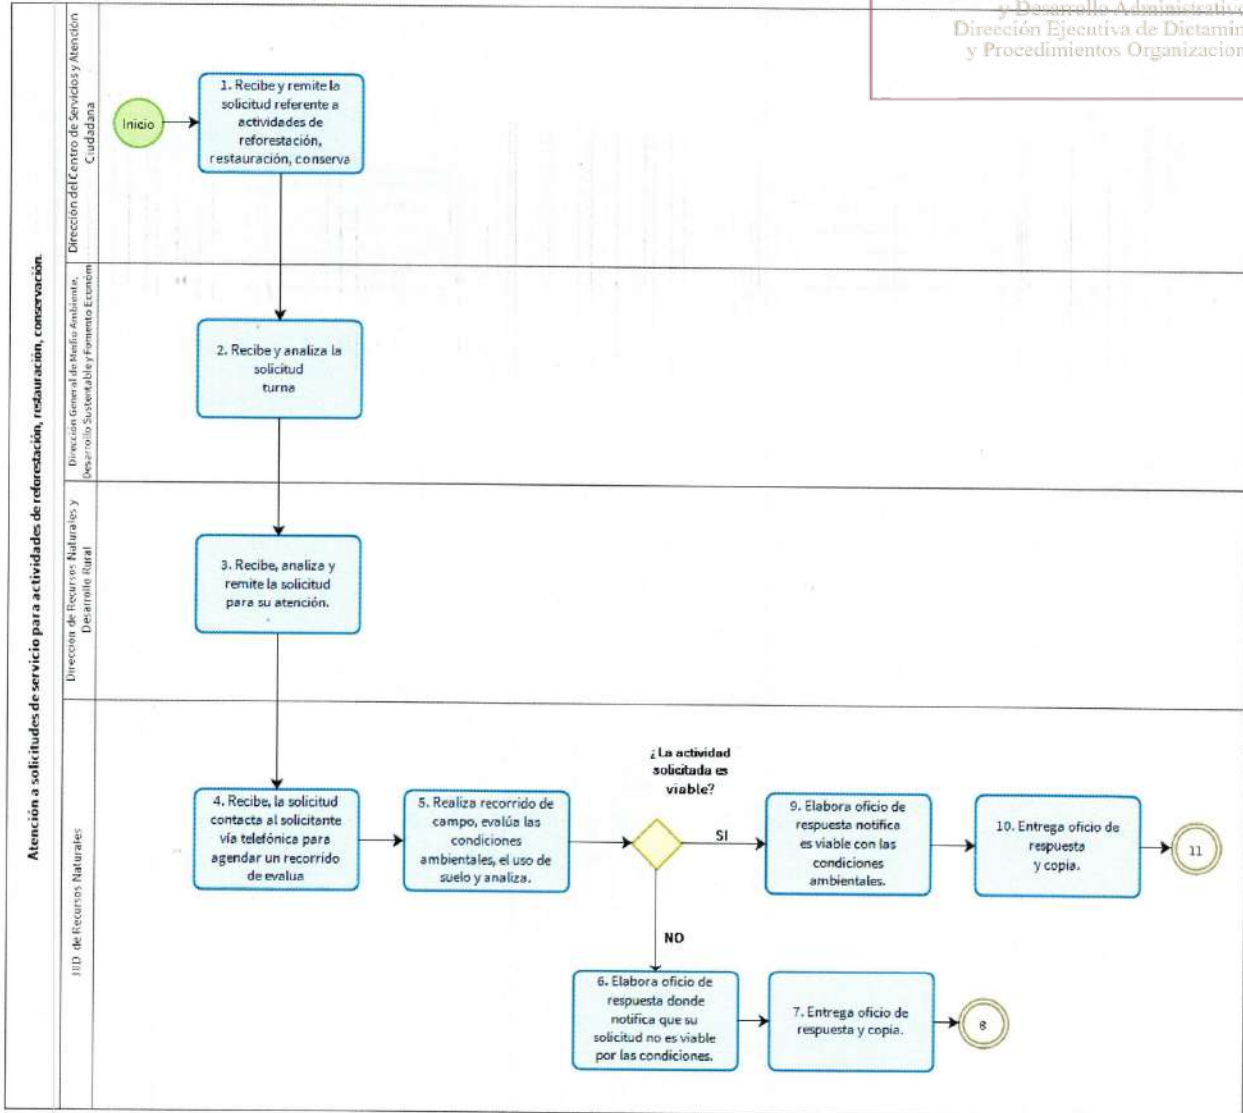 y Desarrollo Administrativo
Dirección Ejecutiva de Dictamin
y Procedimientos Organizacion
Atención a solicitudes de servicio para actividades de reforestación, restauración, conservación.
Dirección del Centro de Servicios y Atención
Ciudadana
Inicio
1. Recibe y remite la
solicitud referente a
actividades de
reforestación,
restauración, conserva
Dirección General de Medio Ambiente,
Desarrollo Sustentable y Fomento Económ
2. Recibe y analiza la
solicitud
turna
Dirección de Recursos Naturales y
Desarrollo Rural
3. Recibe, analiza y
remite la solicitud
para su atención.
JUD de Recursos Naturales
4. Recibe, la solicitud
contacta al solicitante
vía telefónica para
agendar un recorrido
de evalua
5. Realiza recorrido de
campo, evalúa las
condiciones
ambientales, el uso de
suelo y analiza.
¿La actividad
solicitada es
viable?
SI
9. Elabora oficio de
respuesta notifica
es viable con las
condiciones
ambientales.
10. Entrega oficio de
respuesta
y copia.
11
NO
6. Elabora oficio de
respuesta donde
notifica que su
solicitud no es viable
por las condiciones.
7. Entrega oficio de
respuesta y copia.
8